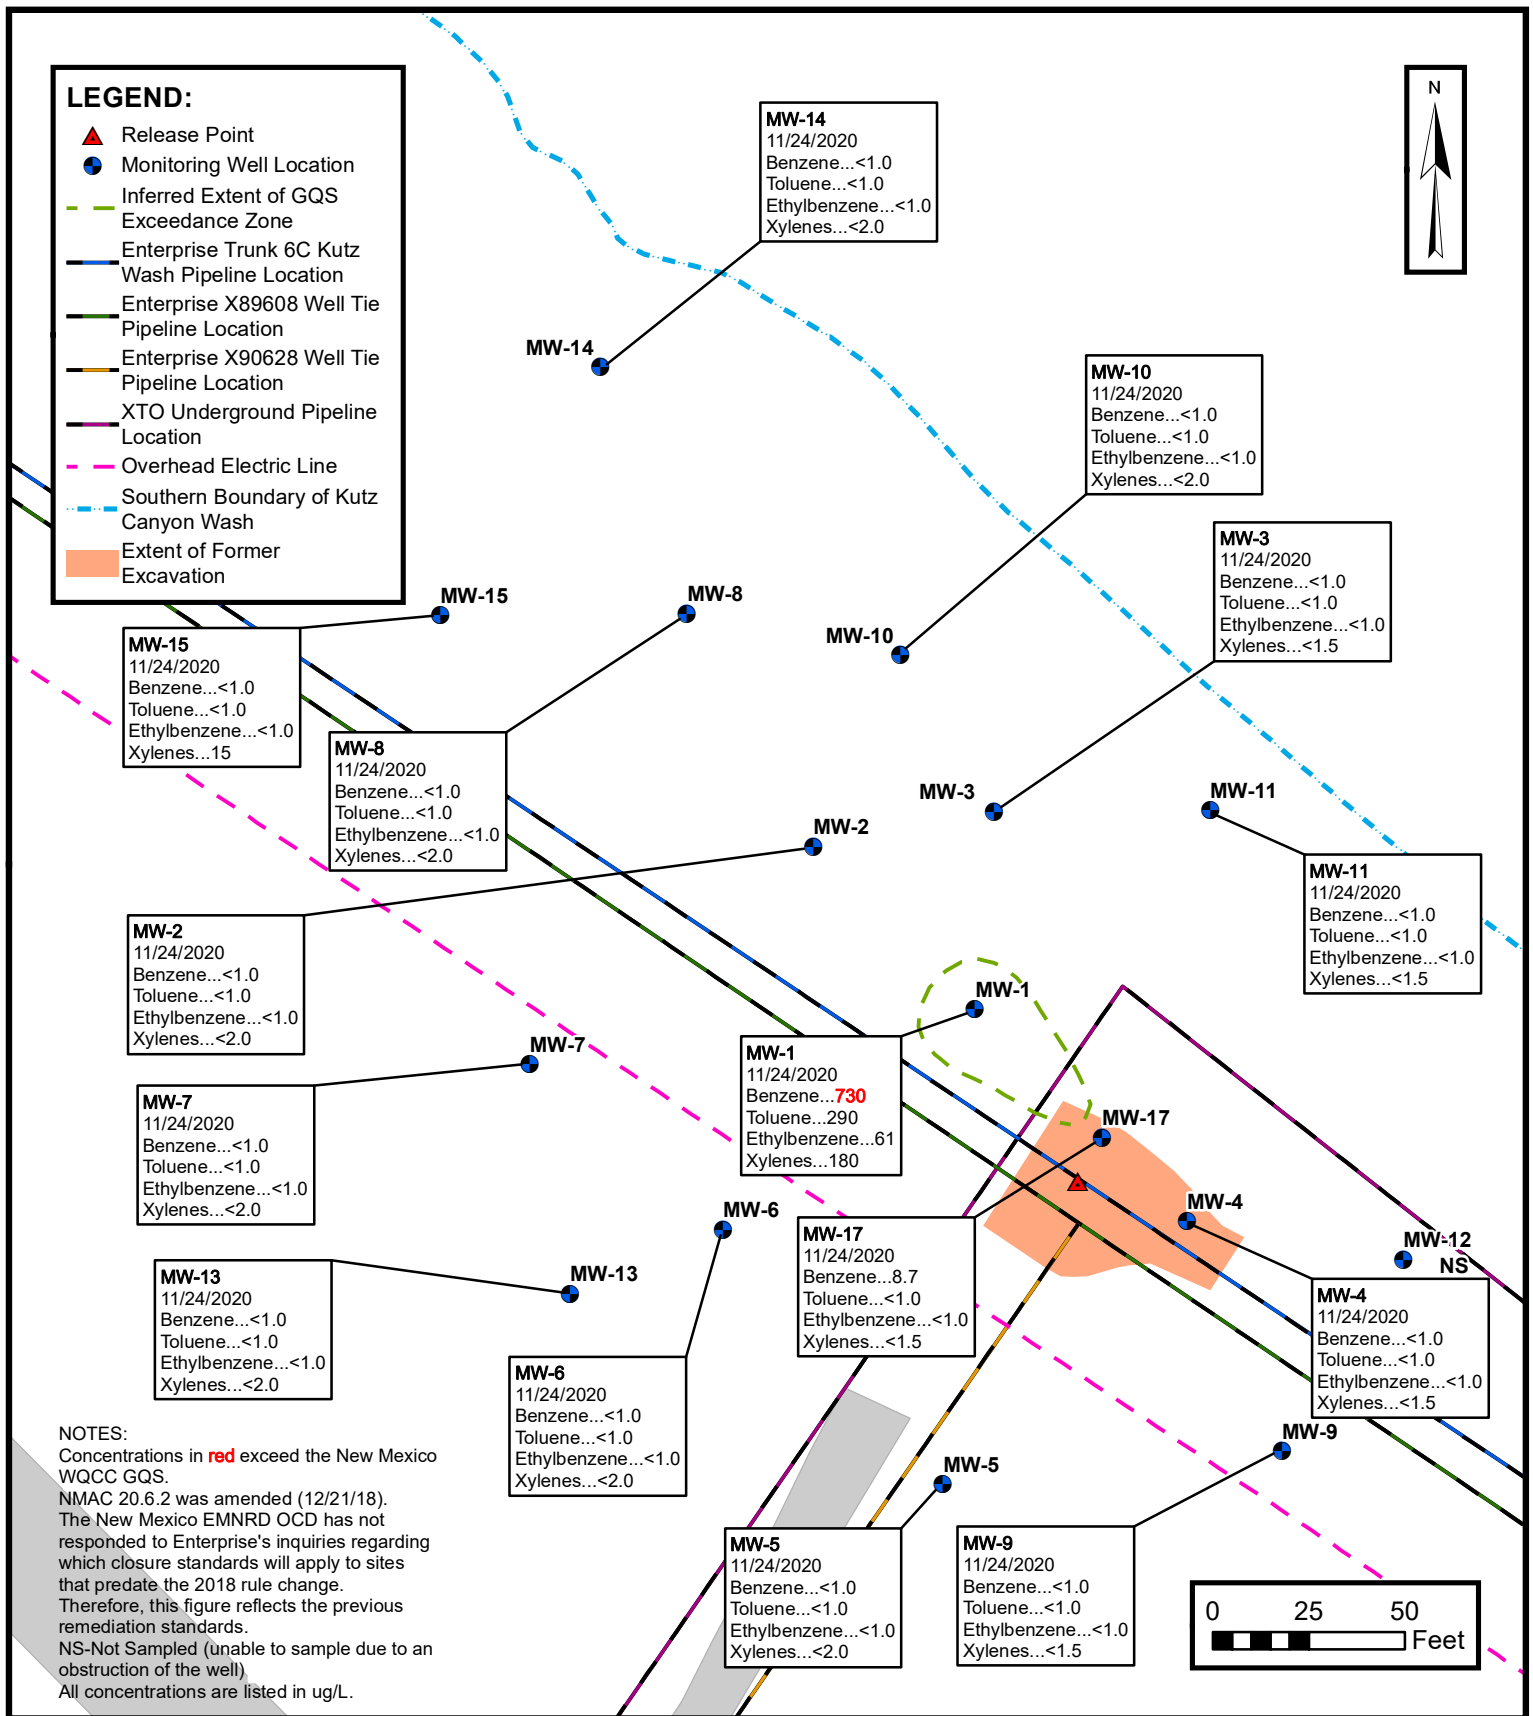 LEGEND:
Release Point
Monitoring Well Location
Inferred Extent of GQS
Exceedance Zone
Enterprise Trunk 6C Kutz
Wash Pipeline Location
Enterprise X89608 Well Tie
Pipeline Location
Enterprise X90628 Well Tie
Pipeline Location
XTO Underground Pipeline
Location
Overhead Electric Line
Southern Boundary of Kutz
Canyon Wash
Extent of Former
Excavation
N
MW-14
11/24/2020
Benzene...<1.0
Toluene...<1.0
Ethylbenzene...<1.0
Xylenes...<2.0
MW-14
MW-10
11/24/2020
Benzene...<1.0
Toluene...<1.0
Ethylbenzene...<1.0
Xylenes...<2.0
MW-3
11/24/2020
Benzene...<1.0
Toluene...<1.0
Ethylbenzene...<1.0
Xylenes...<1.5
MW-15
MW-8
MW-10
MW-15
11/24/2020
Benzene...<1.0
Toluene...<1.0
Ethylbenzene...<1.0
Xylenes...15
MW-8
11/24/2020
Benzene...<1.0
Toluene...<1.0
Ethylbenzene...<1.0
Xylenes...<2.0
MW-3
MW-11
MW-2
MW-11
11/24/2020
Benzene...<1.0
Toluene...<1.0
Ethylbenzene...<1.0
Xylenes...<1.5
MW-2
11/24/2020
Benzene...<1.0
Toluene...<1.0
Ethylbenzene...<1.0
Xylenes...<2.0
MW-1
MW-7
MW-1
11/24/2020
Benzene...730
Toluene...290
Ethylbenzene...61
Xylenes...180
MW-7
11/24/2020
Benzene...<1.0
Toluene...<1.0
Ethylbenzene...<1.0
Xylenes...<2.0
MW-17
MW-4
MW-6
MW-17
11/24/2020
Benzene...8.7
Toluene...<1.0
Ethylbenzene...<1.0
Xylenes...<1.5
MW-12
NS
MW-13
MW-13
11/24/2020
Benzene...<1.0
Toluene...<1.0
Ethylbenzene...<1.0
Xylenes...<2.0
MW-4
11/24/2020
Benzene...<1.0
Toluene...<1.0
Ethylbenzene...<1.0
Xylenes...<1.5
MW-6
11/24/2020
Benzene...<1.0
Toluene...<1.0
Ethylbenzene...<1.0
Xylenes...<2.0
MW-9
MW-5
MW-5
11/24/2020
Benzene...<1.0
Toluene...<1.0
Ethylbenzene...<1.0
Xylenes...<2.0
MW-9
11/24/2020
Benzene...<1.0
Toluene...<1.0
Ethylbenzene...<1.0
Xylenes...<1.5
NOTES:
Concentrations in red exceed the New Mexico
WQCC GQS.
NMAC 20.6.2 was amended (12/21/18).
The New Mexico EMNRD OCD has not
responded to Enterprise's inquiries regarding
which closure standards will apply to sites
that predate the 2018 rule change.
Therefore, this figure reflects the previous
remediation standards.
NS-Not Sampled (unable to sample due to an
obstruction of the well)
All concentrations are listed in ug/L.
0 25 50
Feet